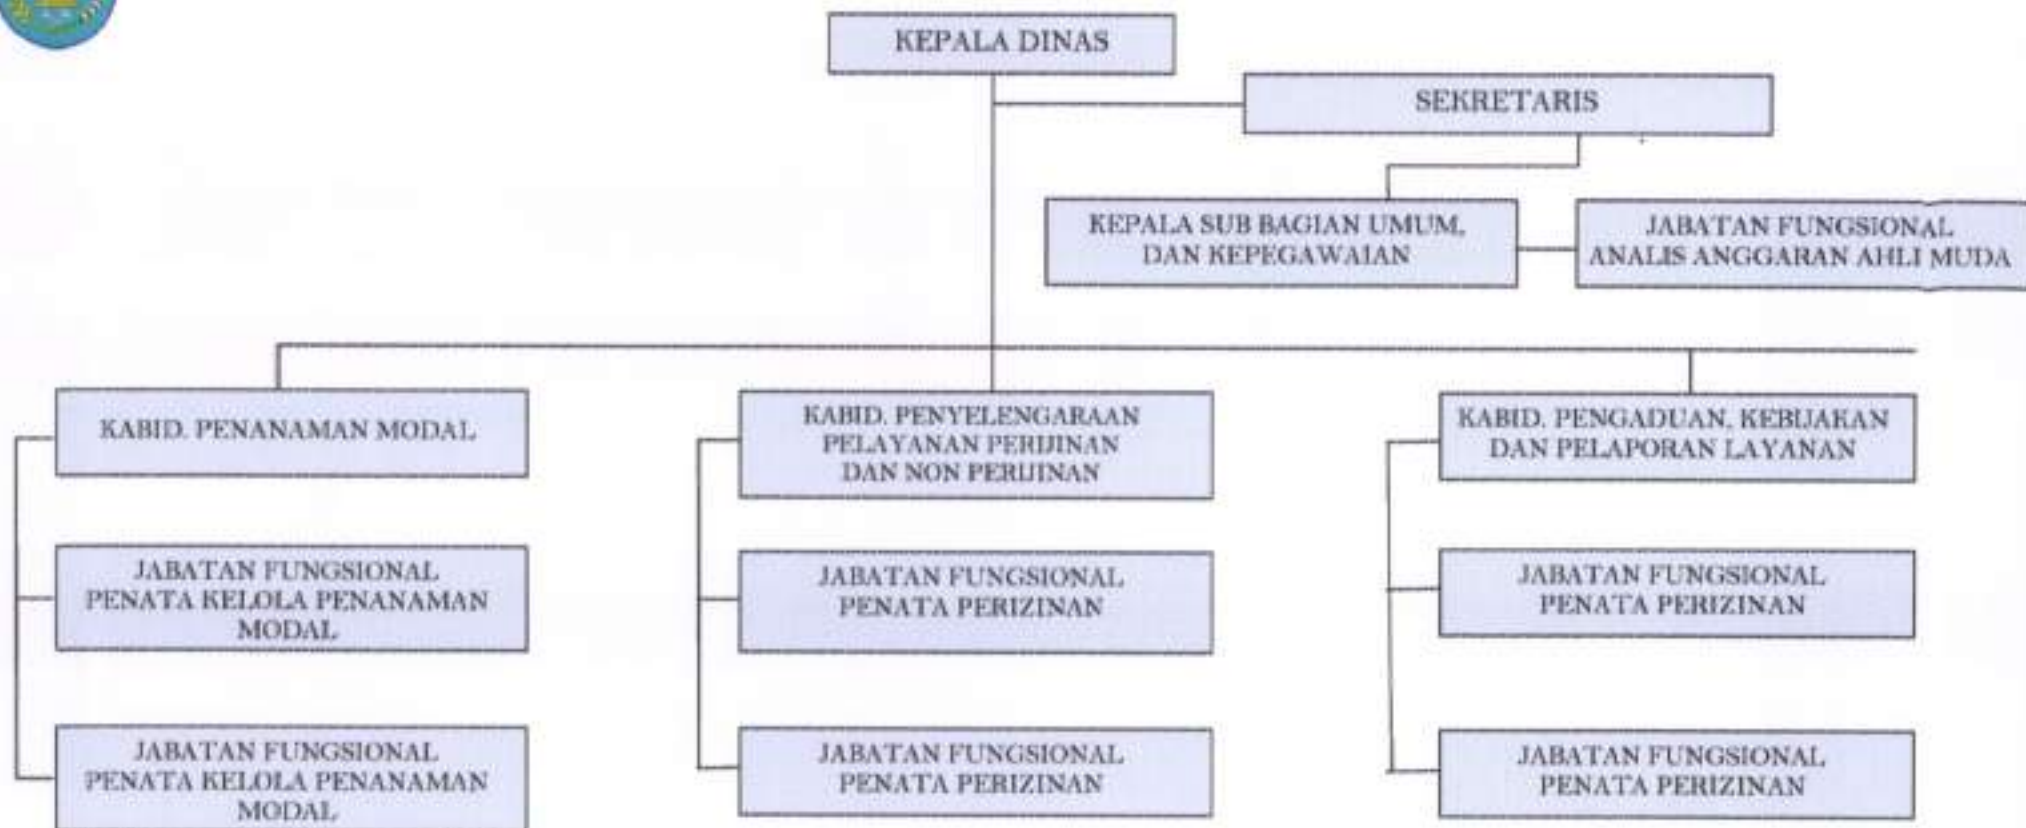 KEPALA DINAS
SEKRETARIS
KEPALA SUB BAGIAN UMUM,
DAN KEPEGAWAIAN
JABATAN FUNGSIONAL
ANALIS ANGGARAN AHLI MUDA
KABID. PENANAMAN MODAL
KABID. PENYELENGARAAN
PELAYANAN PERIJINAN
DAN NON PERIJINAN
KABID. PENGADUAN, KEBIJAKAN
DAN PELAPORAN LAYANAN
JABATAN FUNGSIONAL
PENATA KELOLA PENANAMAN
MODAL
JABATAN FUNGSIONAL
PENATA PERIZINAN
JABATAN FUNGSIONAL
PENATA PERIZINAN
JABATAN FUNGSIONAL
PENATA KELOLA PENANAMAN
MODAL
JABATAN FUNGSIONAL
PENATA PERIZINAN
JABATAN FUNGSIONAL
PENATA PERIZINAN